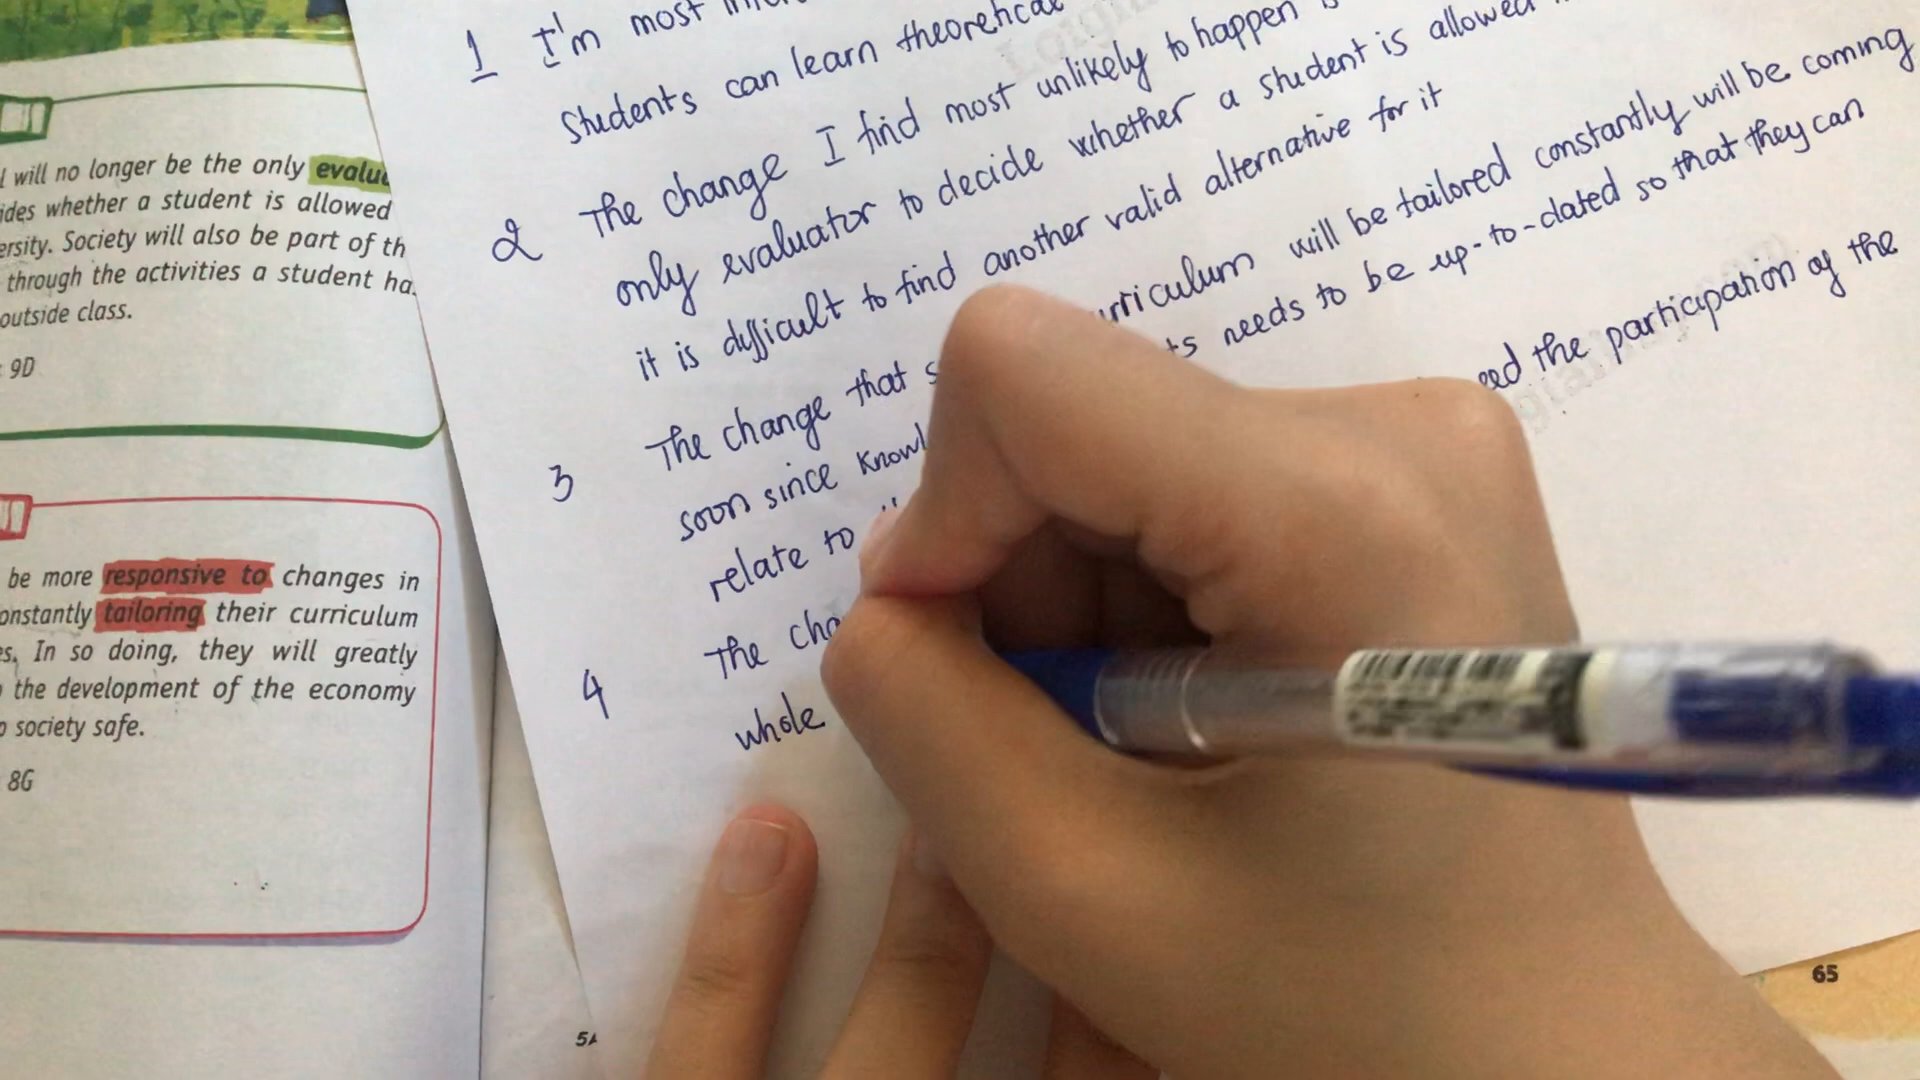 l will no longer be the only evalu
ides whether a student is allowed
ersity. Society will also be part of th
through the activities a student ha
outside class.
9D
be more responsive to changes in
onstantly tailoring their curriculum
es. In so doing, they will greatly
the development of the economy
o society safe.
8G
1 I'm most
Students can learn theoretical
2 The change I find most unlikely to happen
only evaluator to decide whether a student is allowed
it is difficult to find another valid alternative for it
3 The change that s urriculum will be tailored constantly will be coming
soon since knowl ts needs to be up-to-dated so that they can
relate to
4 The cha eed the participation of the
whole
65